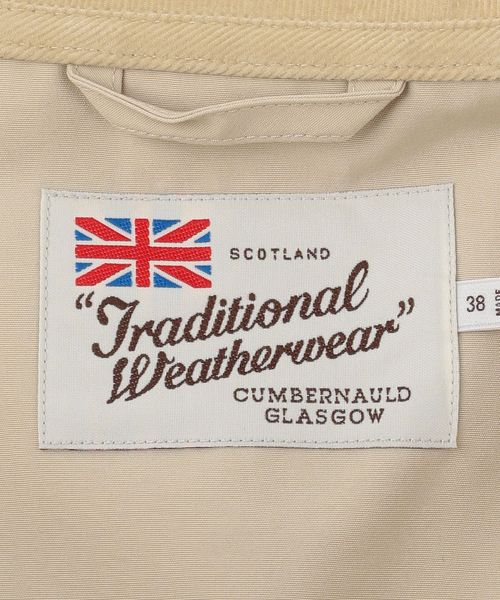 SCOTLAND
"Traditional
Weatherwear"
CUMBERNAULD
GLASGOW
38
MADE